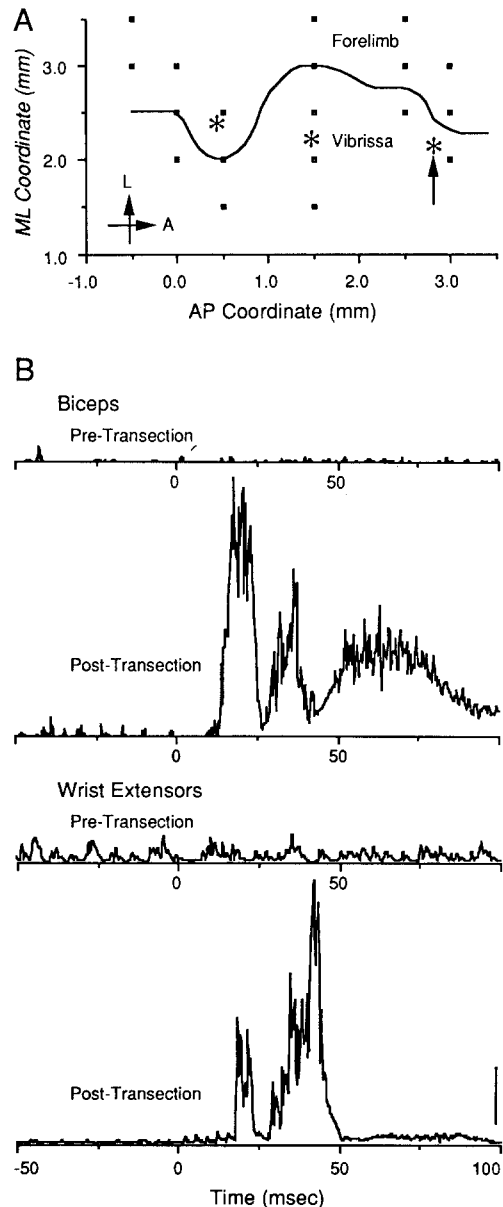 A
ML Coordinate (mm)
3.0
2.0
1.0
Forelimb
*
*
Vibrissa
*
L
A
-1.0
0.0
1.0
2.0
3.0
AP Coordinate (mm)
B
Biceps
Pre-Transection
0
50
Post-Transection
0
50
Wrist Extensors
Pre-Transection
0
50
Post-Transection
-50
0
50
100
Time (msec)